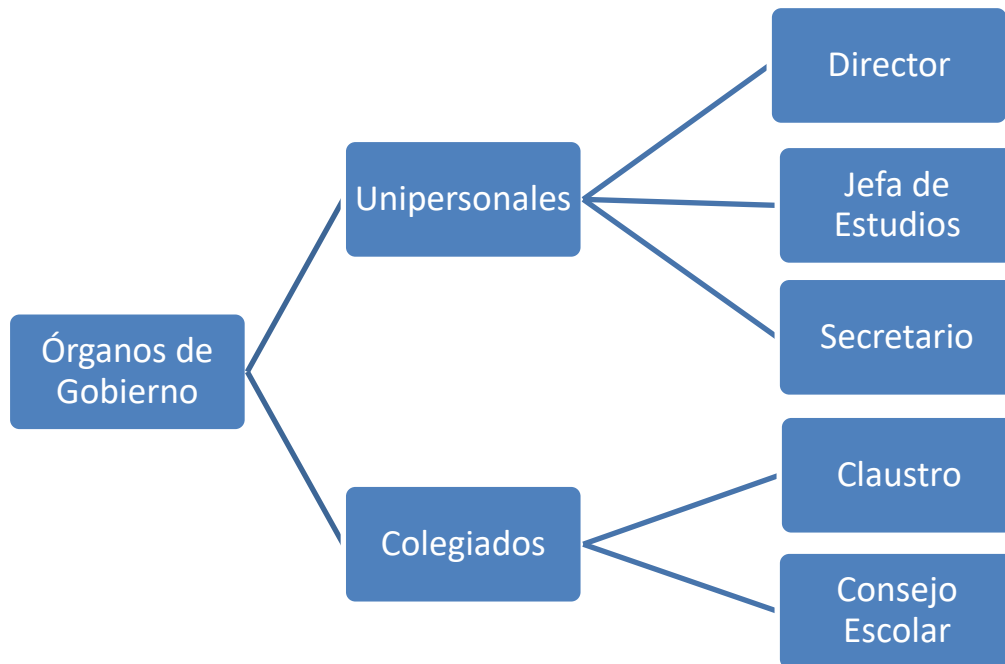 Órganos de
Gobierno
Unipersonales
Director
Jefa de
Estudios
Secretario
Colegiados
Claustro
Consejo
Escolar